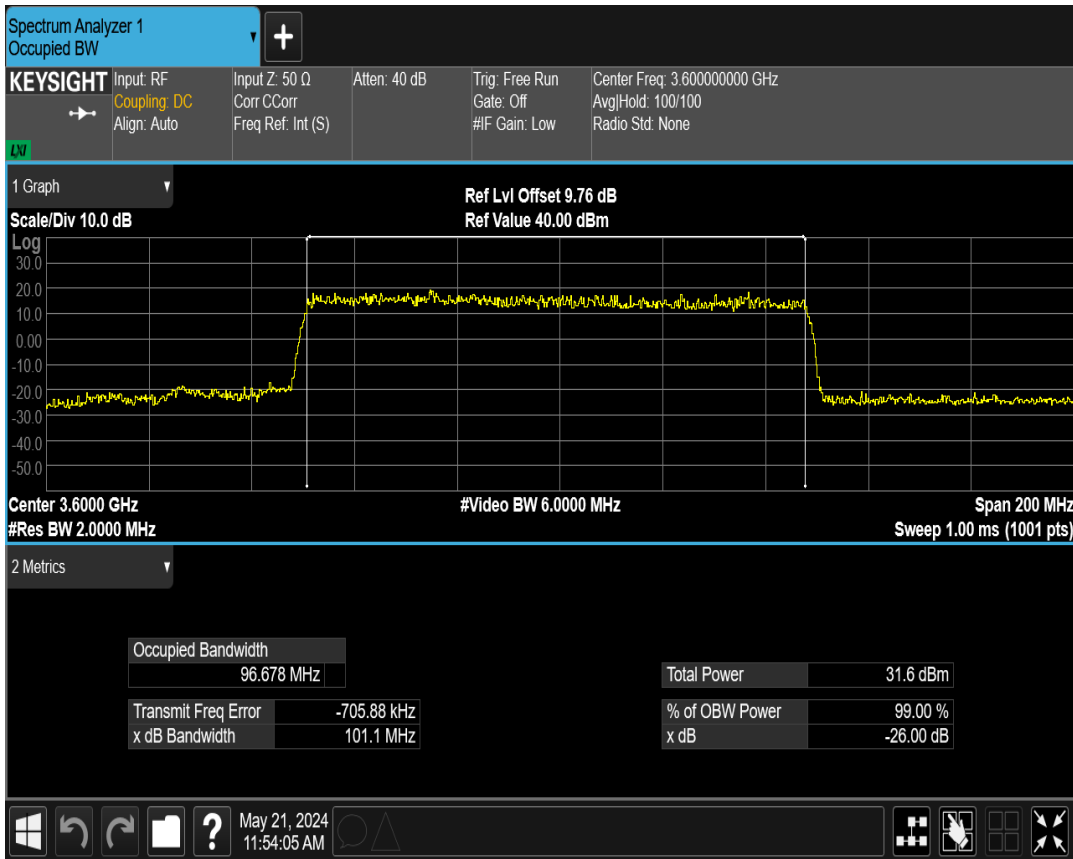 Spectrum Analyzer 1
Occupied BW
+
KEYSIGHT
Input: RF
Coupling: DC
Align: Auto
Input Z: 50 Ω
Corr CCorr
Freq Ref: Int (S)
Atten: 40 dB
Trig: Free Run
Gate: Off
#IF Gain: Low
Center Freq: 3.600000000 GHz
Avg|Hold: 100/100
Radio Std: None
LXI
1 Graph
Scale/Div 10.0 dB
Ref Lvl Offset 9.76 dB
Ref Value 40.00 dBm
Log
30.0
20.0
10.0
0.00
-10.0
-20.0
-30.0
-40.0
-50.0
Center 3.6000 GHz
#Video BW 6.0000 MHz
Span 200 MHz
#Res BW 2.0000 MHz
Sweep 1.00 ms (1001 pts)
2 Metrics
Occupied Bandwidth
96.678 MHz
Total Power 31.6 dBm
Transmit Freq Error -705.88 kHz
% of OBW Power 99.00 %
x dB Bandwidth 101.1 MHz
x dB -26.00 dB
?
May 21, 2024
11:54:05 AM